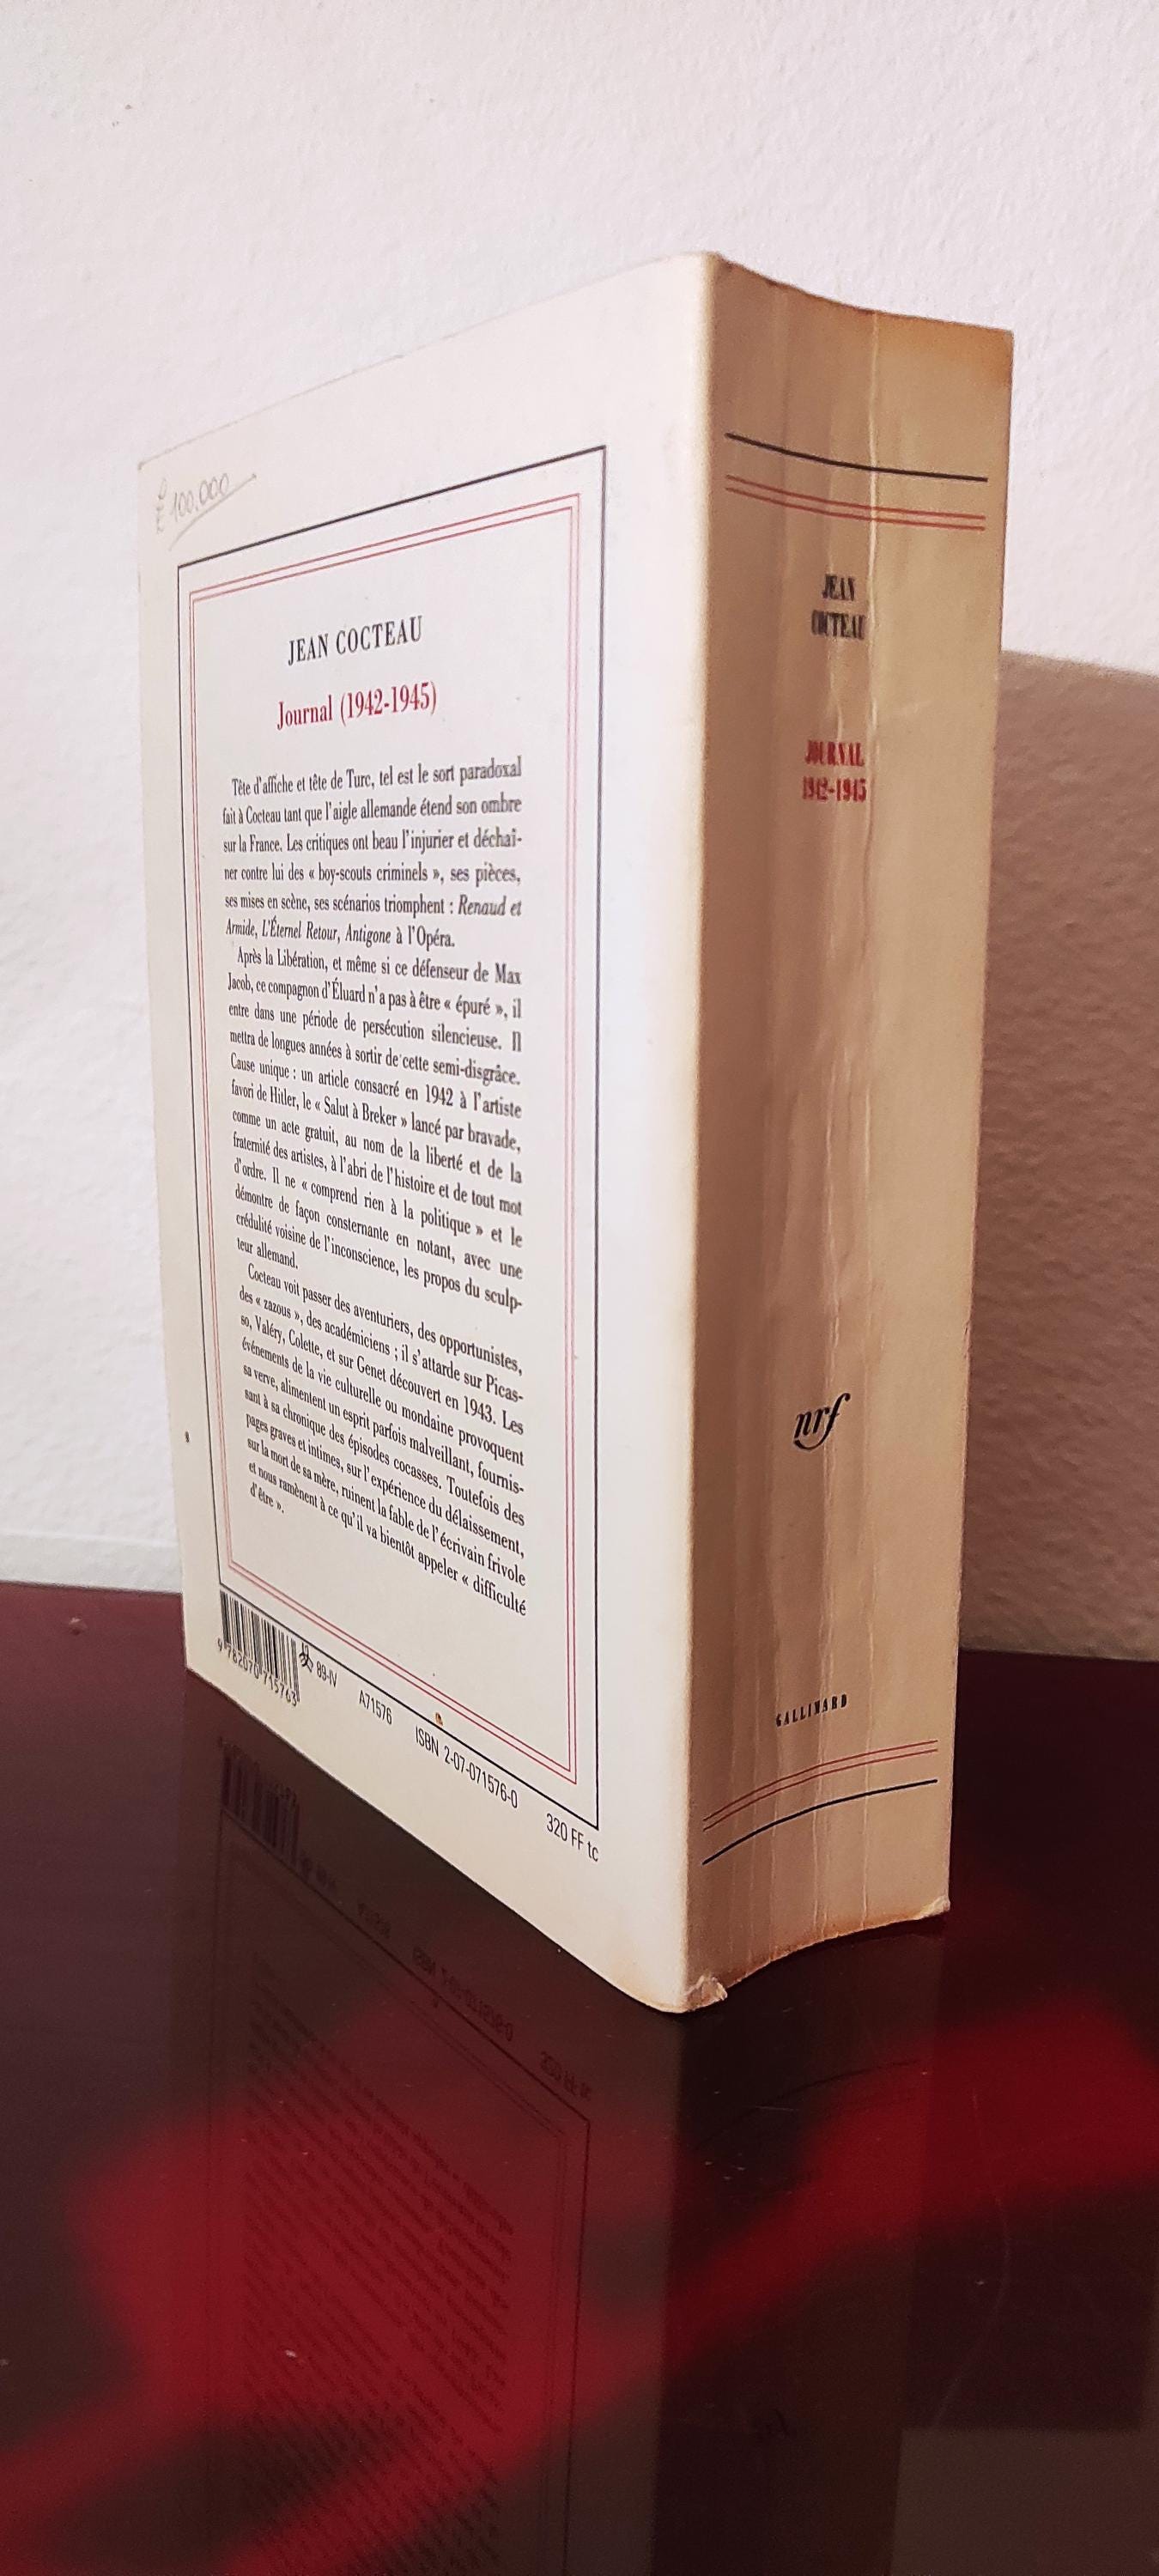 £ 100.000
JEAN COCTEAU
Journal (1942-1945)
Tête d'affiche et tête de Turc, tel est le sort paradoxal
fait à Cocteau tant que l'aigle allemande étend son ombre
sur la France. Les critiques ont beau l'injurier et déchaî-
ner contre lui des « boy-scouts criminels », ses pièces,
ses mises en scène, ses scénarios triomphent : Renaud et
Armide, L'Éternel Retour, Antigone à l'Opéra.
Après la Libération, et même si ce défenseur de Max
Jacob, ce compagnon d'Éluard n'a pas à être « épuré », il
entre dans une période de persécution silencieuse. Il
mettra de longues années à sortir de cette semi-disgrâce.
Cause unique : un article consacré en 1942 à l'artiste
favori de Hitler, le « Salut à Breker » lancé par bravade,
comme un acte gratuit, au nom de la liberté et de la
fraternité des artistes, à l'abri de l'histoire et de tout mot
d'ordre. Il ne « comprend rien à la politique » et le
démontre de façon consternante en notant, avec une
crédulité voisine de l'inconscience, les propos du sculp-
teur allemand.
Cocteau voit passer des aventuriers, des opportunistes,
des « zazous », des académiciens ; il s'attarde sur Picas-
so, Valéry, Colette, et sur Genet découvert en 1943. Les
événements de la vie culturelle ou mondaine provoquent
sa verve, alimentent un esprit parfois malveillant, fournis-
sant à sa chronique des épisodes cocasses. Toutefois des
pages graves et intimes, sur l'expérience du délaissement,
sur la mort de sa mère, ruinent la fable de l'écrivain frivole
et nous ramènent à ce qu'il va bientôt appeler « difficulté
d'être ».
9 782070 715763
89-IV A71576 ISBN 2-07-071576-0 320 FF tc
JEAN
COCTEAU
JOURNAL
1942-1945
nrf
GALLIMARD